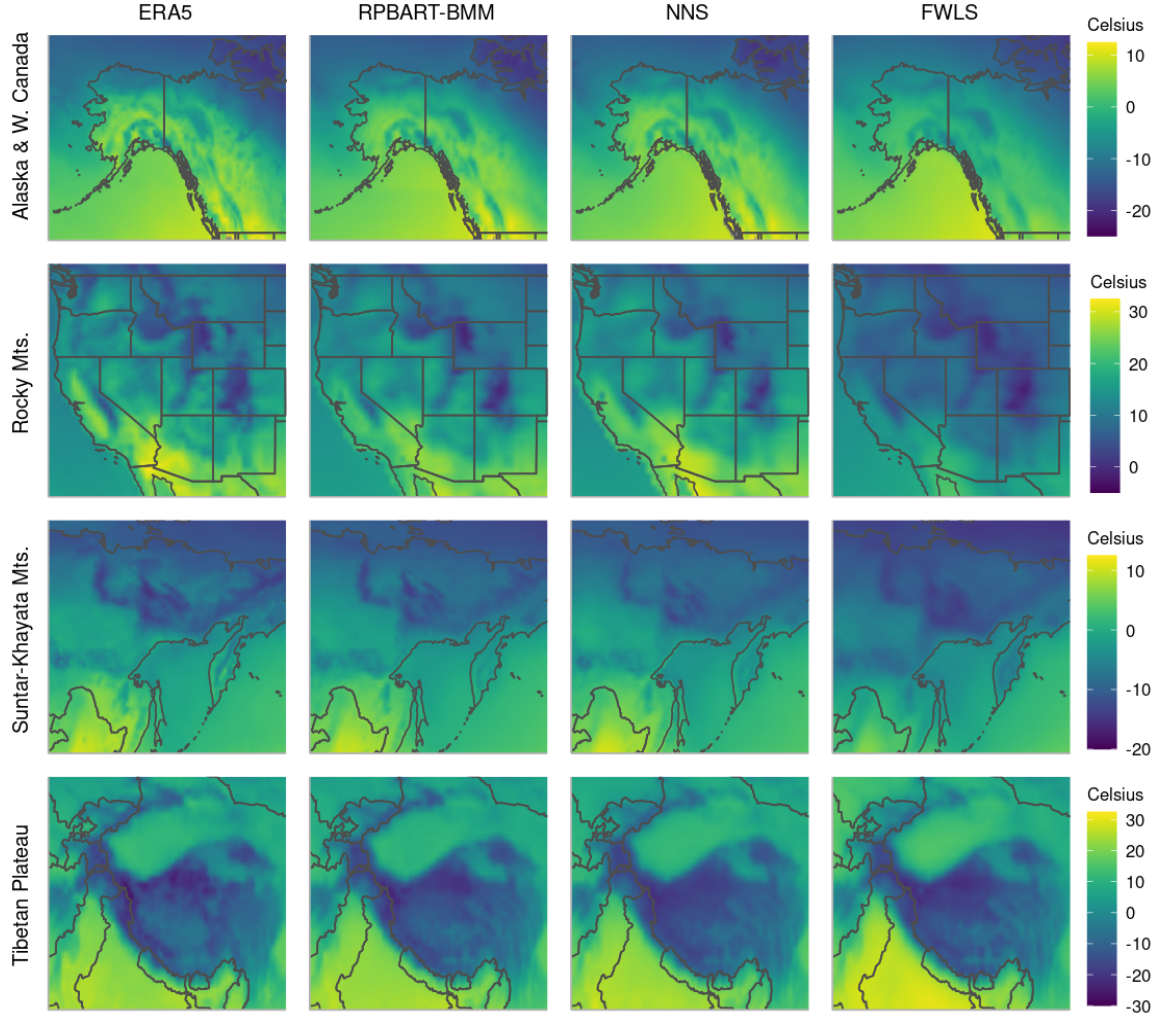 ERA5 RPBART-BMM NNS FWLS
Alaska & W. Canada
Celsius
10
0
-10
-20
Rocky Mts.
Celsius
30
20
10
0
Suntar-Khayata Mts.
Celsius
10
0
-10
-20
Tibetan Plateau
Celsius
30
20
10
0
-10
-20
-30